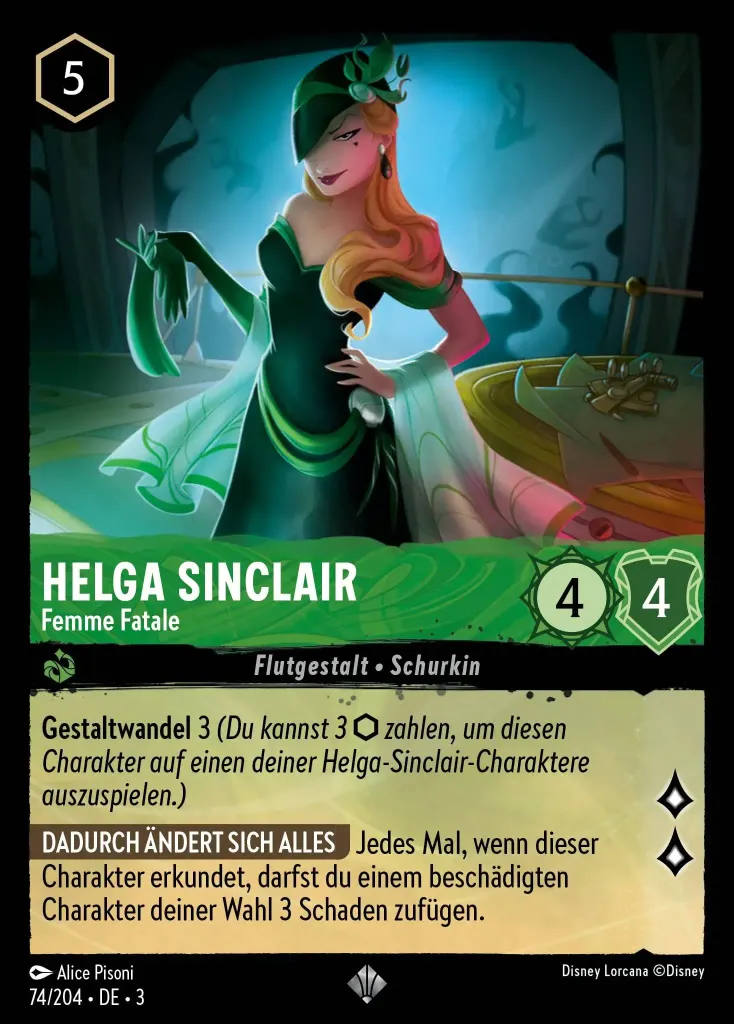 5
HELGA SINCLAIR
Femme Fatale
4
4
Flutgestalt • Schurkin
Gestaltwandel 3 (Du kannst 3 ⬡ zahlen, um diesen
Charakter auf einen deiner Helga-Sinclair-Charaktere
auszuspielen.)
DADURCH ÄNDERT SICH ALLES Jedes Mal, wenn dieser
Charakter erkundet, darfst du einem beschädigten
Charakter deiner Wahl 3 Schaden zufügen.
Alice Pisoni
74/204 • DE • 3
Disney Lorcana ©Disney